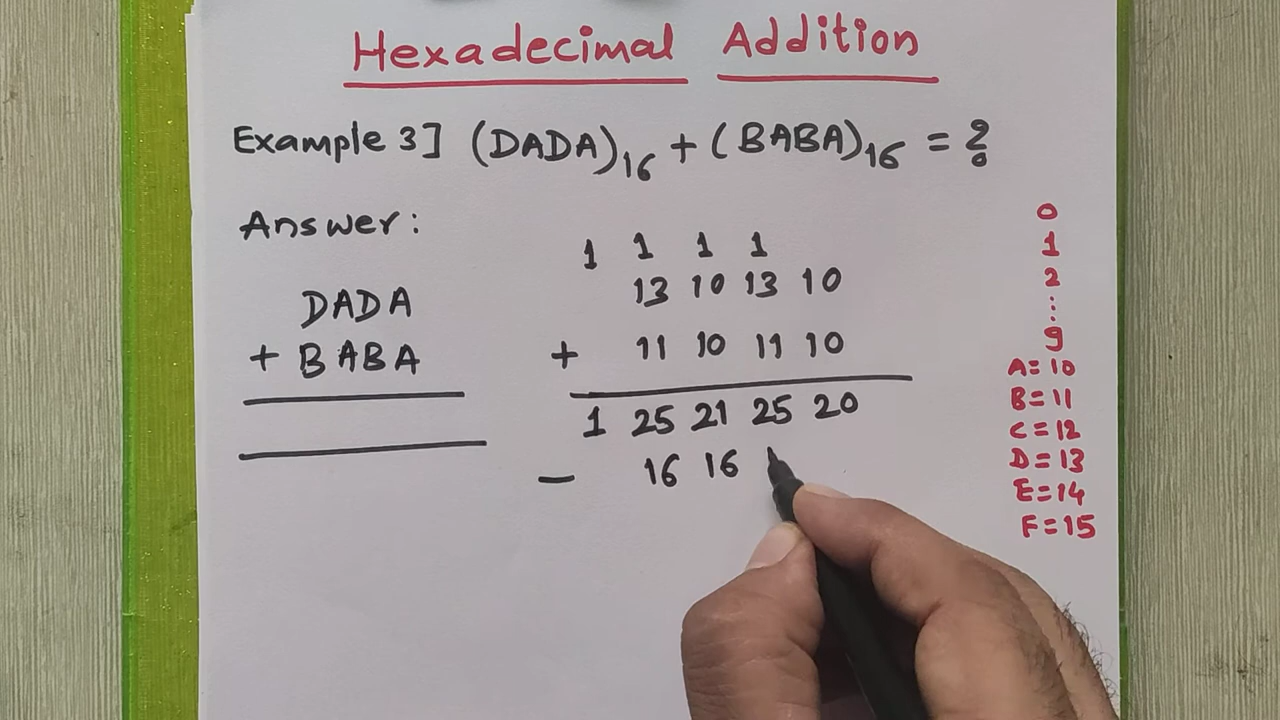 Hexadecimal Addition
Example 3] (DADA)16 + (BABA)16 = ?
Answer:
DADA
+ BABA
1 1 1 1
13 10 13 10
+ 11 10 11 10
1 25 21 25 20
- 16 16
0
1
2
:
9
A=10
B=11
C=12
D=13
E=14
F=15